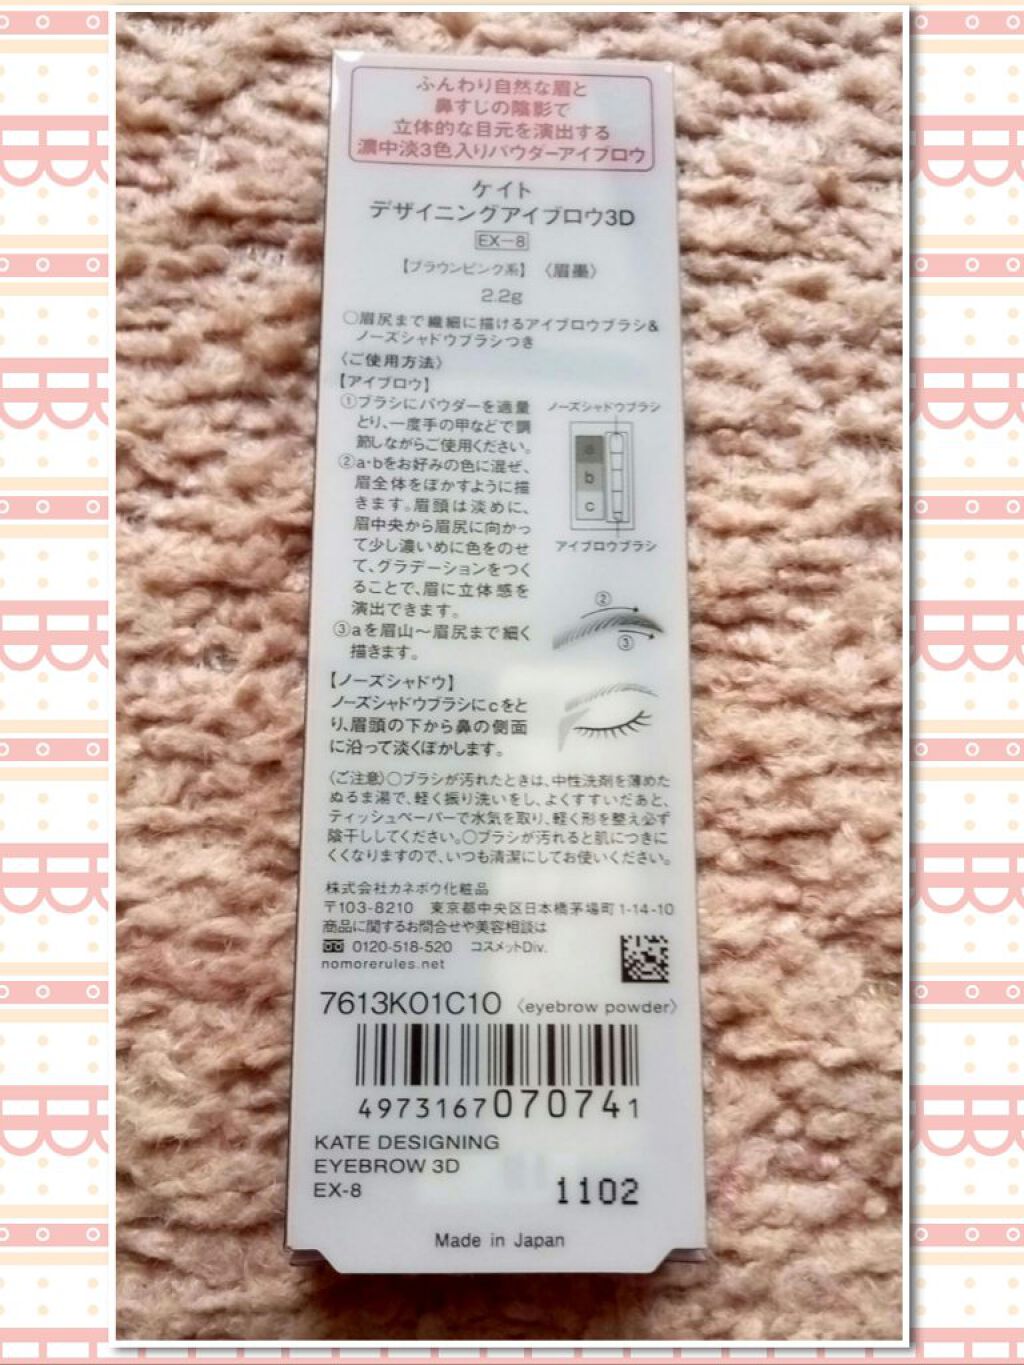 ふんわり自然な眉と
鼻すじの陰影で
立体的な目元を演出する
濃中淡3色入りパウダーアイブロウ
ケイト
デザイニングアイブロウ3D
EX-8
【ブラウンピンク系】〈眉墨〉
2.2g
○眉尻まで繊細に描けるアイブロウブラシ&
ノーズシャドウブラシつき
〈ご使用方法〉
【アイブロウ】
①ブラシにパウダーを適量
とり、一度手の甲などで調
節しながらご使用ください。
②a・bをお好みの色に混ぜ、
眉全体をぼかすように描
きます。眉頭は淡めに、
眉中央から眉尻に向かっ
て少し濃いめに色をのせ
て、グラデーションをつく
ることで、眉に立体感を
演出できます。
③aを眉山～眉尻まで細く
描きます。
ノーズシャドウブラシ
a
b
c
アイブロウブラシ
②
③
【ノーズシャドウ】
ノーズシャドウブラシにcをと
り、眉頭の下から鼻の側面
に沿って淡くぼかします。
〈ご注意〉○ブラシが汚れたときは、中性洗剤を薄めた
ぬるま湯で、軽く振り洗いをし、よくすすいだあと、
ティッシュペーパーで水気を取り、軽く形を整え必ず
陰干ししてください。○ブラシが汚れると肌につきに
くくなりますので、いつも清潔にしてお使いください。
株式会社カネボウ化粧品
〒103-8210 東京都中央区日本橋茅場町1-14-10
商品に関するお問合せや美容相談は
0120-518-520 コスメットDiv.
nomorerules.net
7613K01C10 〈eyebrow powder〉
4973167070741
KATE DESIGNING
EYEBROW 3D
EX-8
1102
Made in Japan